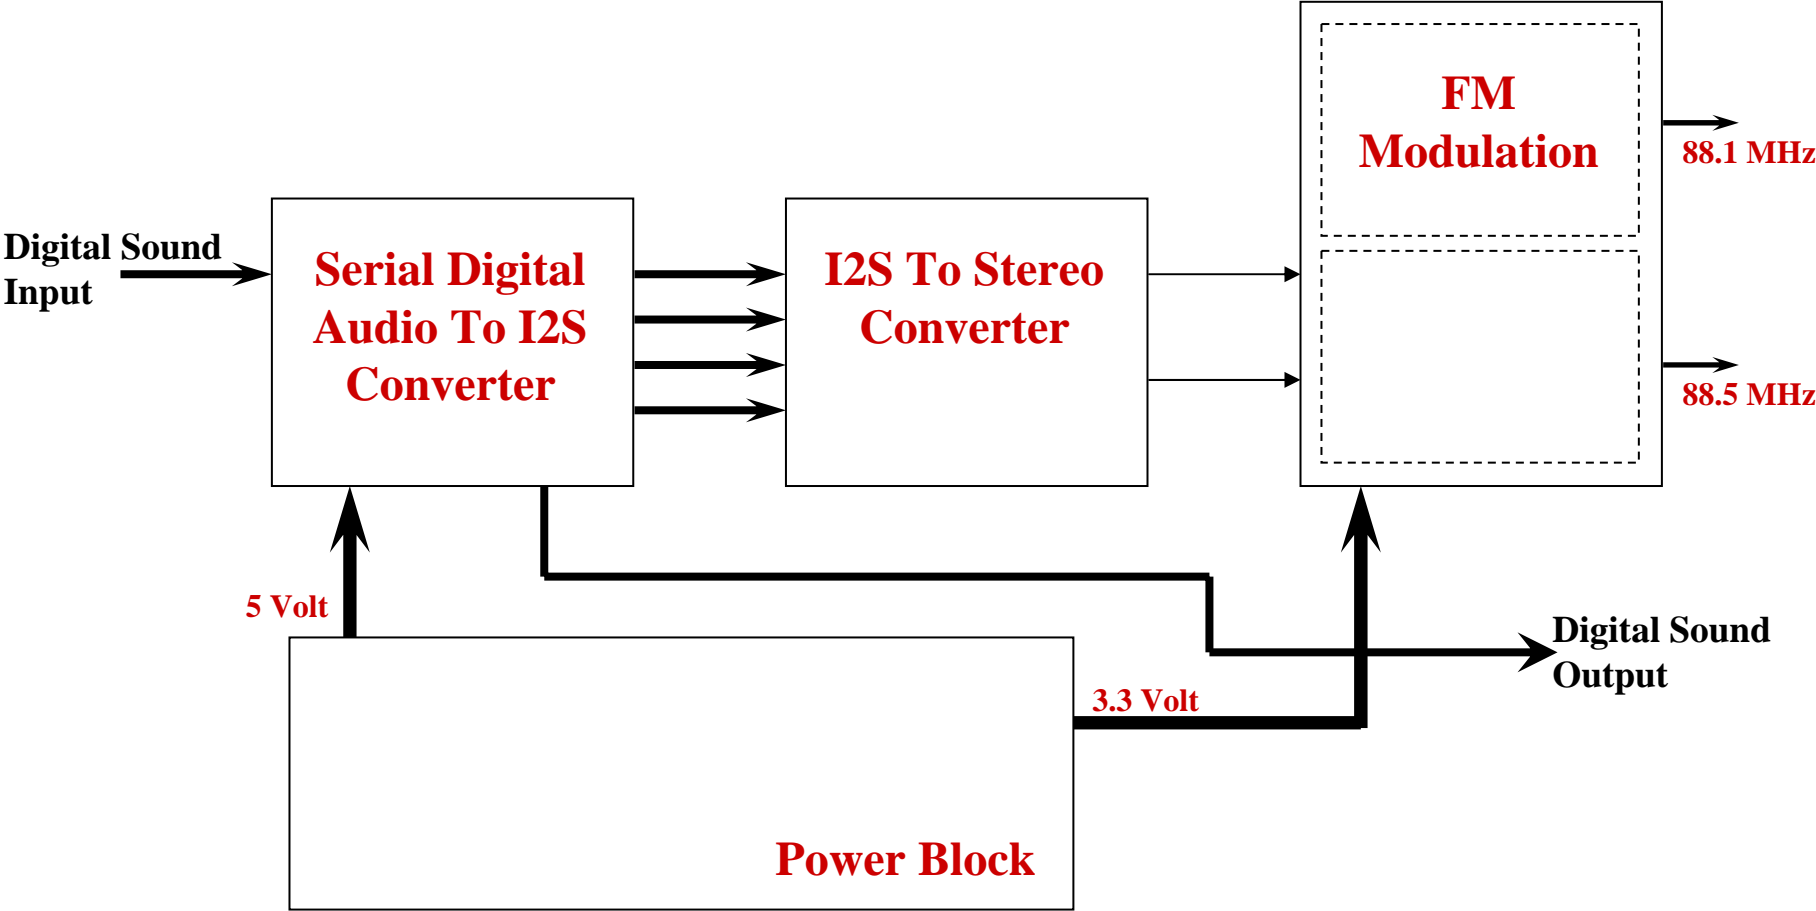 Digital Sound
Input
Serial Digital
Audio To I2S
Converter
I2S To Stereo
Converter
FM
Modulation
88.1 MHz
88.5 MHz
5 Volt
3.3 Volt
Digital Sound
Output
Power Block